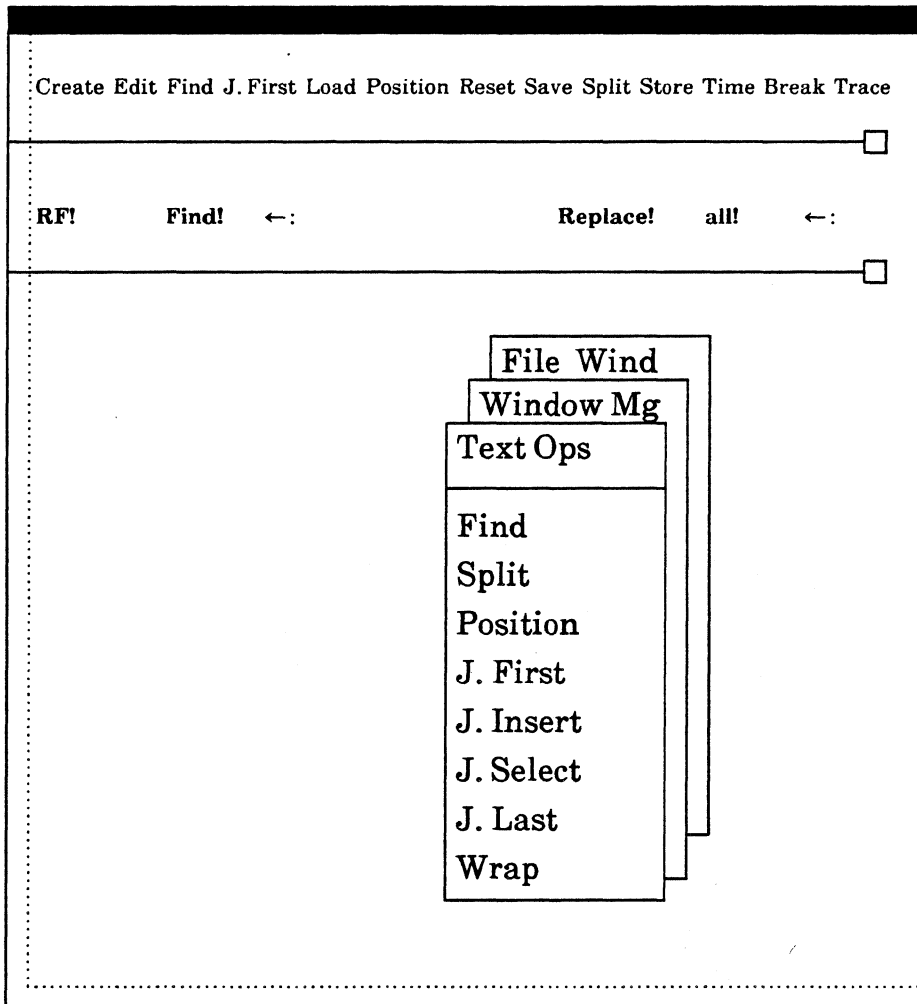 Create Edit Find J. First Load Position Reset Save Split Store Time Break Trace
RF! Find! ←: Replace! all! ←:
File Wind
Window Mg
Text Ops
Find
Split
Position
J. First
J. Insert
J. Select
J. Last
Wrap